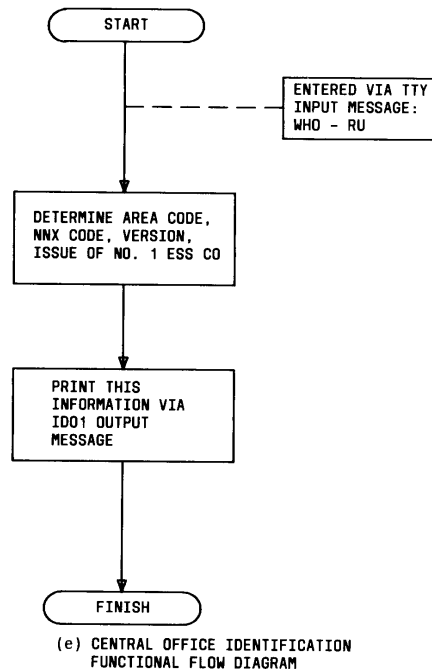 START
ENTERED VIA TTY
INPUT MESSAGE:
WHO - RU
DETERMINE AREA CODE,
NNX CODE, VERSION,
ISSUE OF NO. 1 ESS CO
PRINT THIS
INFORMATION VIA
ID01 OUTPUT
MESSAGE
FINISH
(e) CENTRAL OFFICE IDENTIFICATION
FUNCTIONAL FLOW DIAGRAM